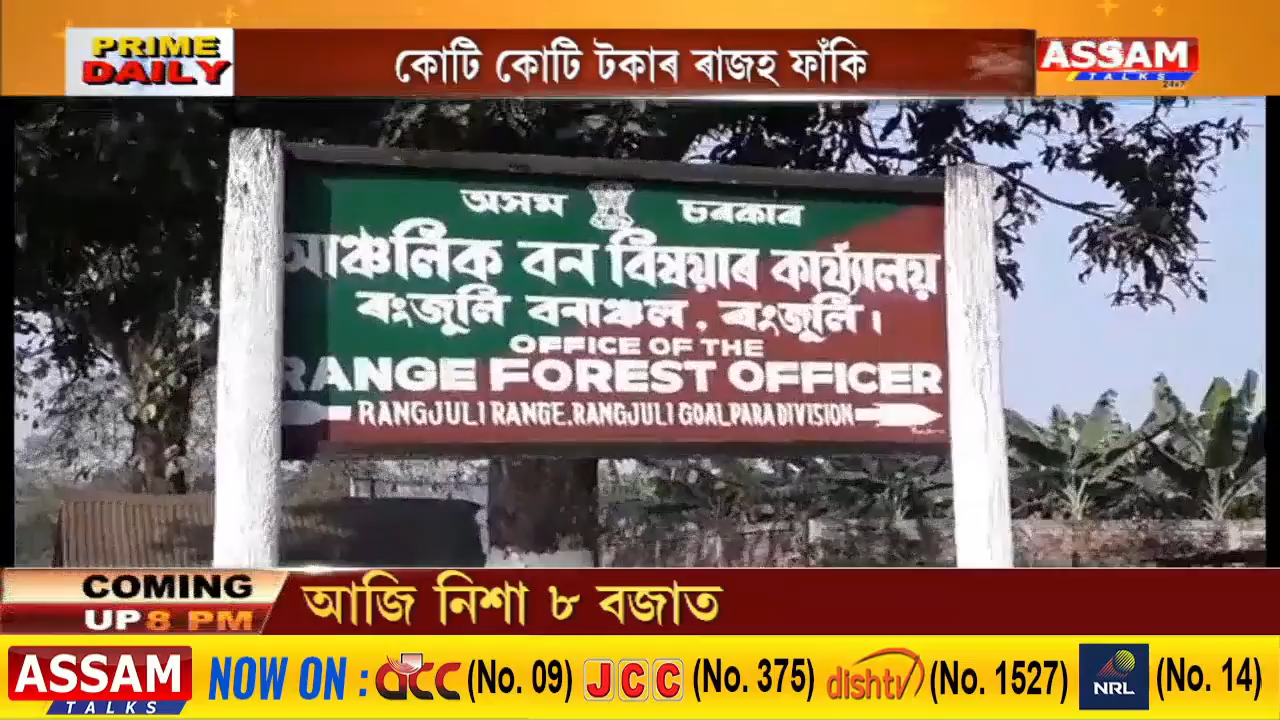 PRIME
DAILY
কোটি কোটি টকাৰ ৰাজহ ফাঁকি
ASSAM
TALKS
24x7
অসম চৰকাৰ
আঞ্চলিক বন বিষয়াৰ কাৰ্য্যালয়
ৰংজুলি বনাঞ্চল, ৰংজুলি।
OFFICE OF THE
RANGE FOREST OFFICER
RANGJULI RANGE. RANGJULI GOALPARA DIVISION
COMING
UP 8 PM
আজি নিশা ৮ বজাত
ASSAM
TALKS
NOW ON : acc (No. 09) JCC (No. 375) dishtv (No. 1527) NRL (No. 14)